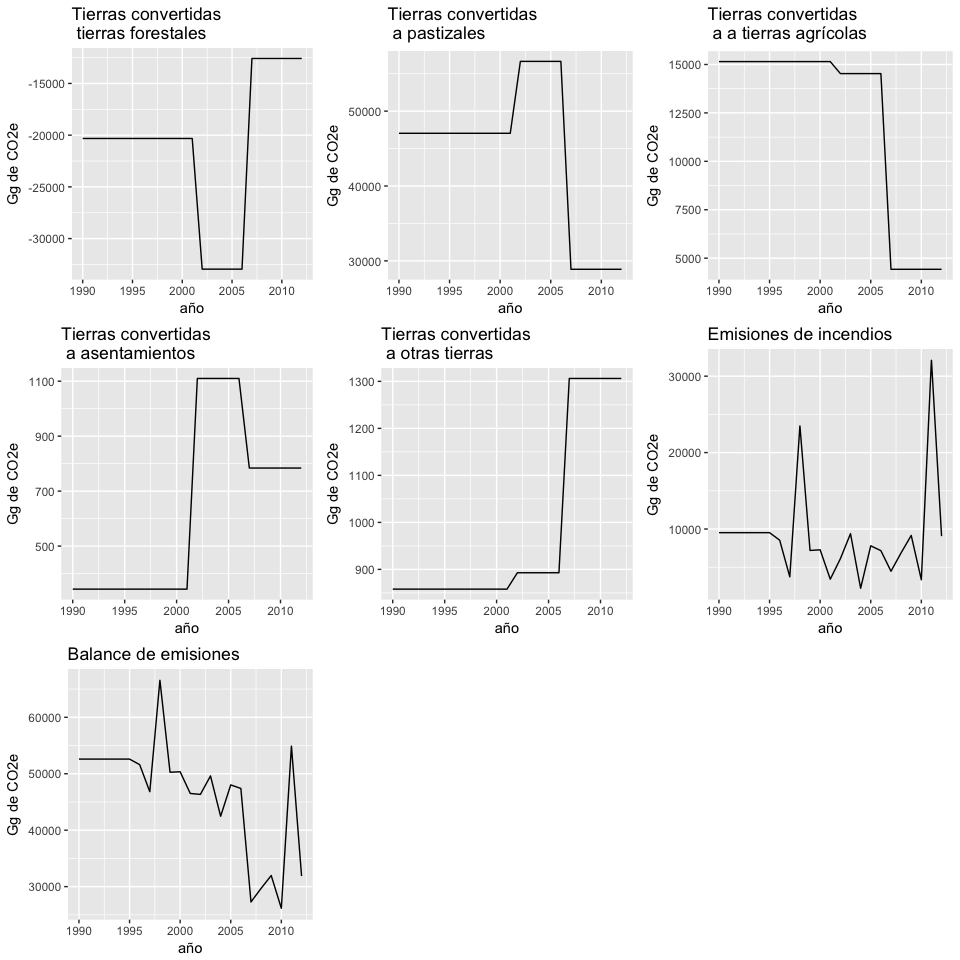 Tierras convertidas
tierras forestales
Gg de CO2e
-15000
-20000
-25000
-30000
1990
1995
2000
2005
2010
año
Tierras convertidas
a pastizales
Gg de CO2e
50000
40000
30000
1990
1995
2000
2005
2010
año
Tierras convertidas
a a tierras agrícolas
Gg de CO2e
15000
12500
10000
7500
5000
1990
1995
2000
2005
2010
año
Tierras convertidas
a asentamientos
Gg de CO2e
1100
900
700
500
1990
1995
2000
2005
2010
año
Tierras convertidas
a otras tierras
Gg de CO2e
1300
1200
1100
1000
900
1990
1995
2000
2005
2010
año
Emisiones de incendios
Gg de CO2e
30000
20000
10000
1990
1995
2000
2005
2010
año
Balance de emisiones
Gg de CO2e
60000
50000
40000
30000
1990
1995
2000
2005
2010
año